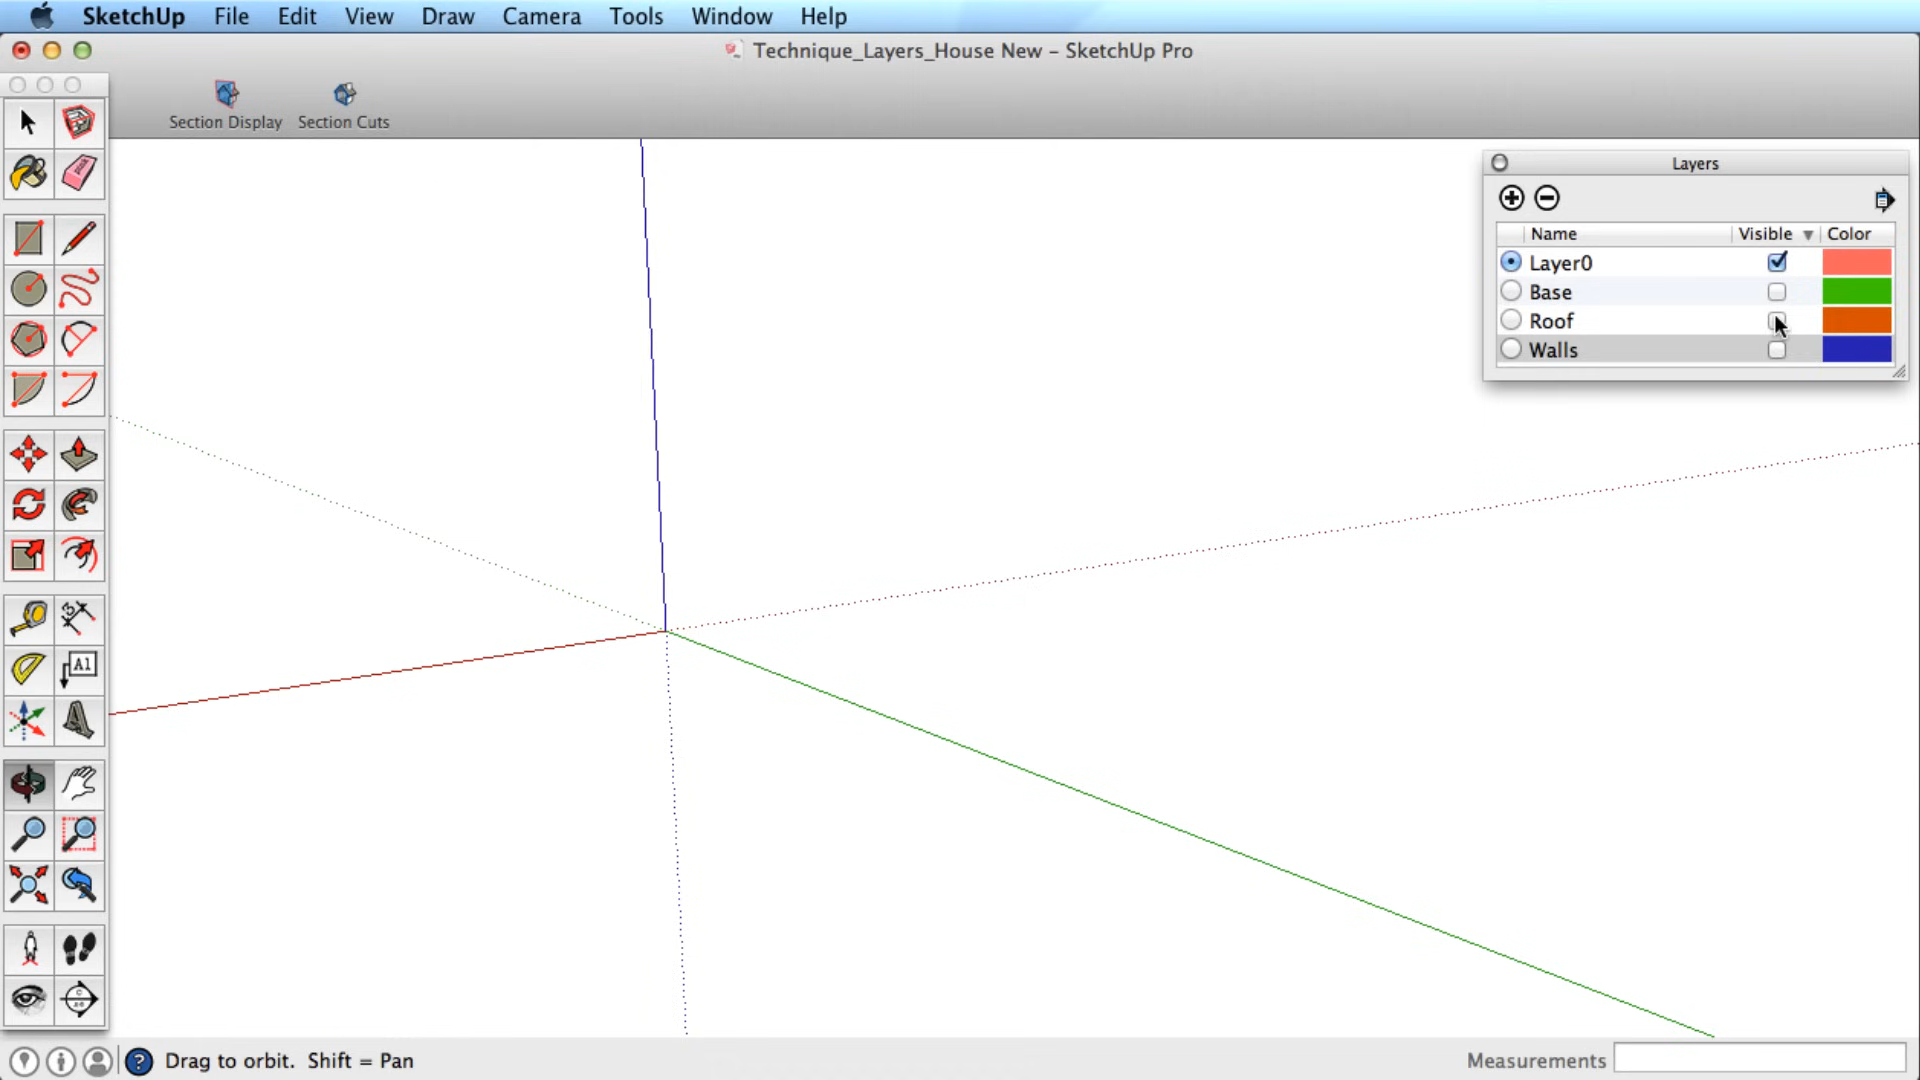 SketchUp File Edit View Draw Camera Tools Window Help
Technique_Layers_House New - SketchUp Pro
Section Display Section Cuts
Layers
Name Visible Color
Layer0
Base
Roof
Walls
A1
Drag to orbit. Shift = Pan
Measurements